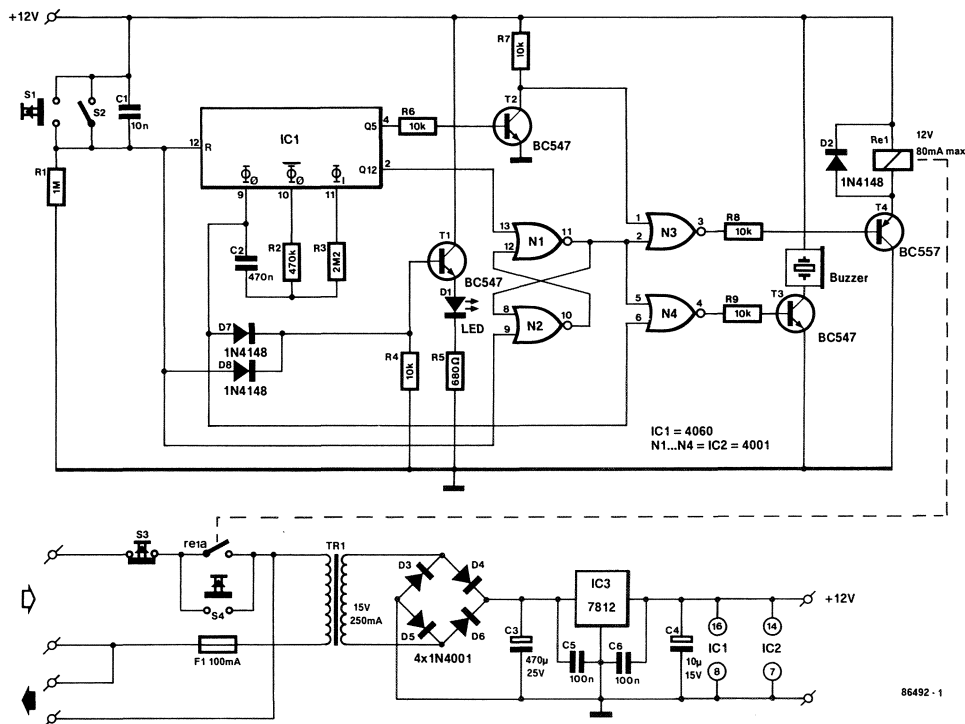 +12V
S1
S2
C1
10n
R1
1M
12
R
IC1
Q5
4
Q12
2
Φ̄Ø
ΦI
9
10
11
R6
10k
R7
10k
T2
BC547
C2
470n
R2
470k
R3
2M2
T1
BC547
D1
LED
D7
1N4148
D8
1N4148
R4
10k
R5
680Ω
13
12
N1
11
8
9
N2
10
1
2
N3
3
5
6
N4
4
R8
10k
R9
10k
D2
1N4148
Re1
12V
80mA max
T4
BC557
Buzzer
T3
BC547
IC1 = 4060
N1...N4 = IC2 = 4001
S3
re1a
S4
F1 100mA
TR1
15V
250mA
D3
D4
D5
D6
4x1N4001
C3
470µ
25V
IC3
7812
C5
100n
C6
100n
C4
10µ
15V
16
IC1
8
14
IC2
7
+12V
86492 - 1